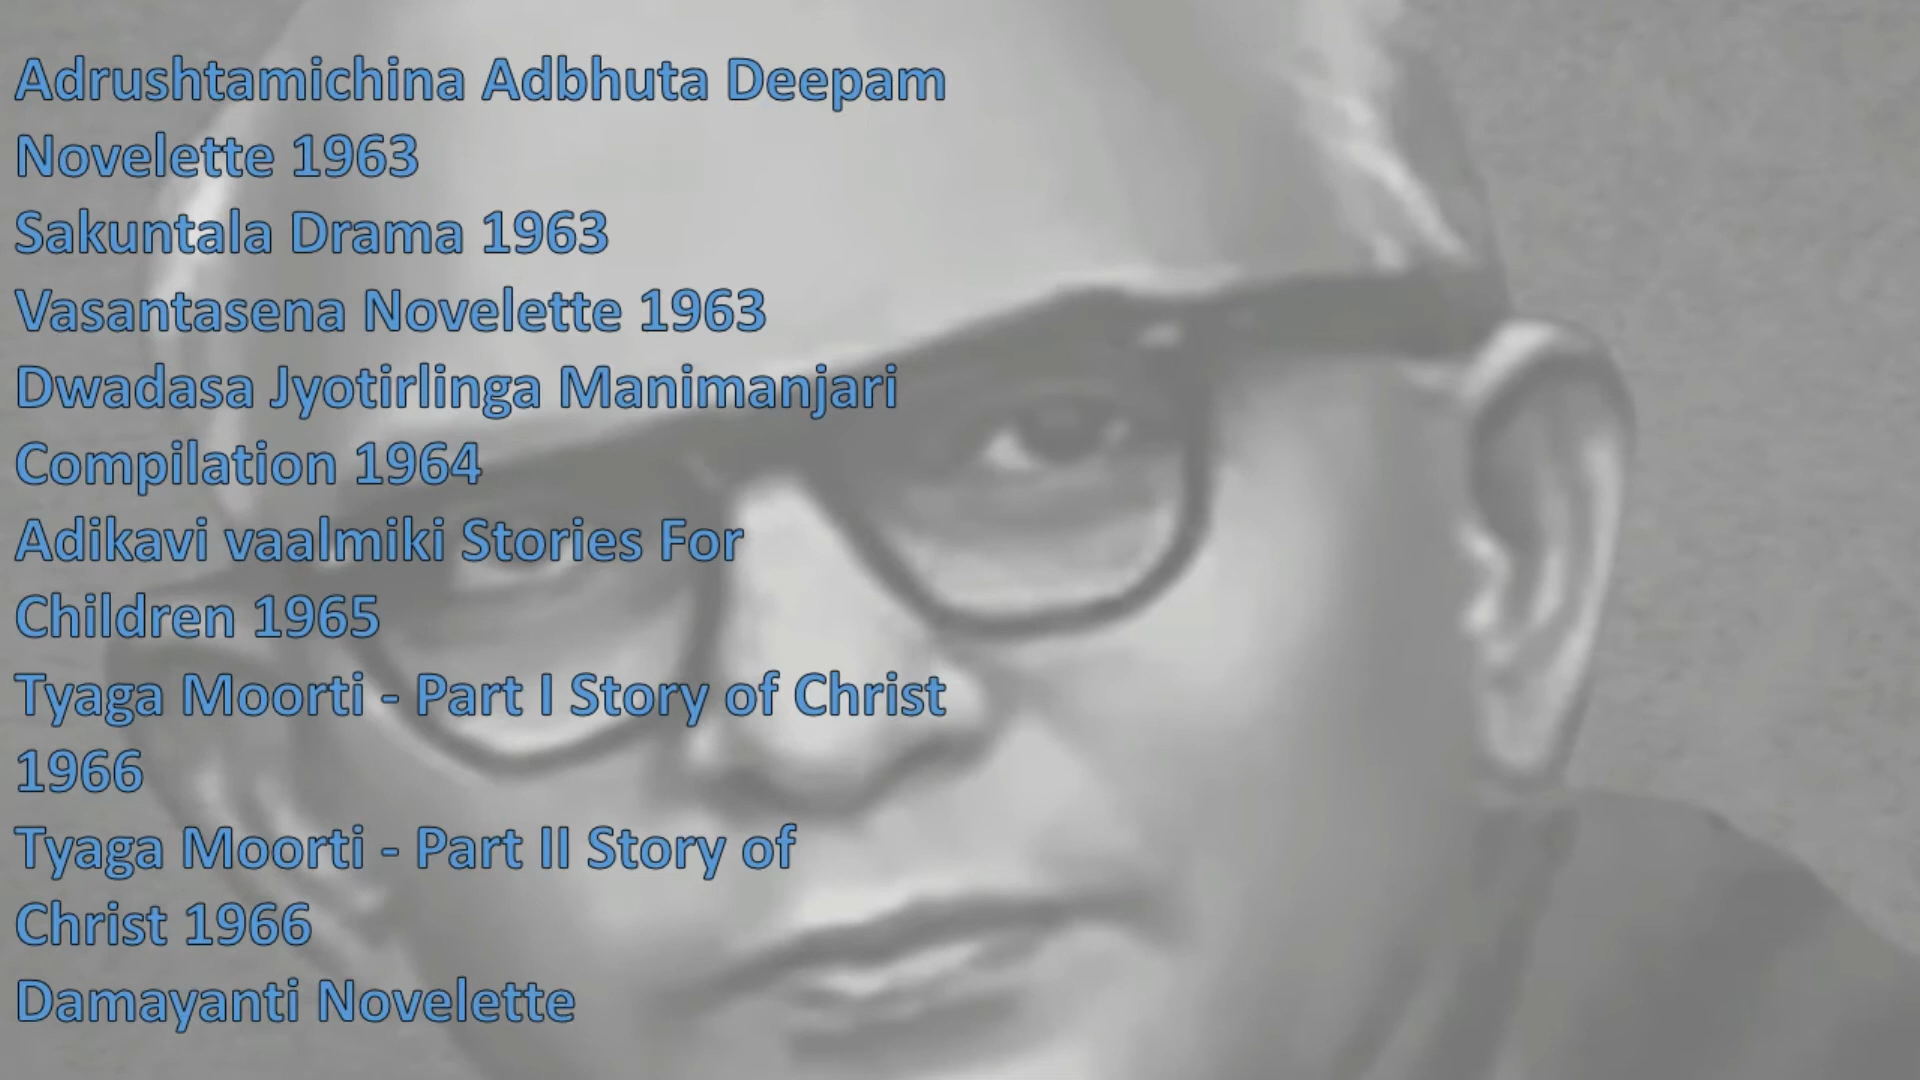 Adrushtamichina Adbhuta Deepam
Novelette 1963
Sakuntala Drama 1963
Vasantasena Novelette 1963
Dwadasa Jyotirlinga Manimanjari
Compilation 1964
Adikavi vaalmiki Stories For
Children 1965
Tyaga Moorti - Part I Story of Christ
1966
Tyaga Moorti - Part II Story of
Christ 1966
Damayanti Novelette